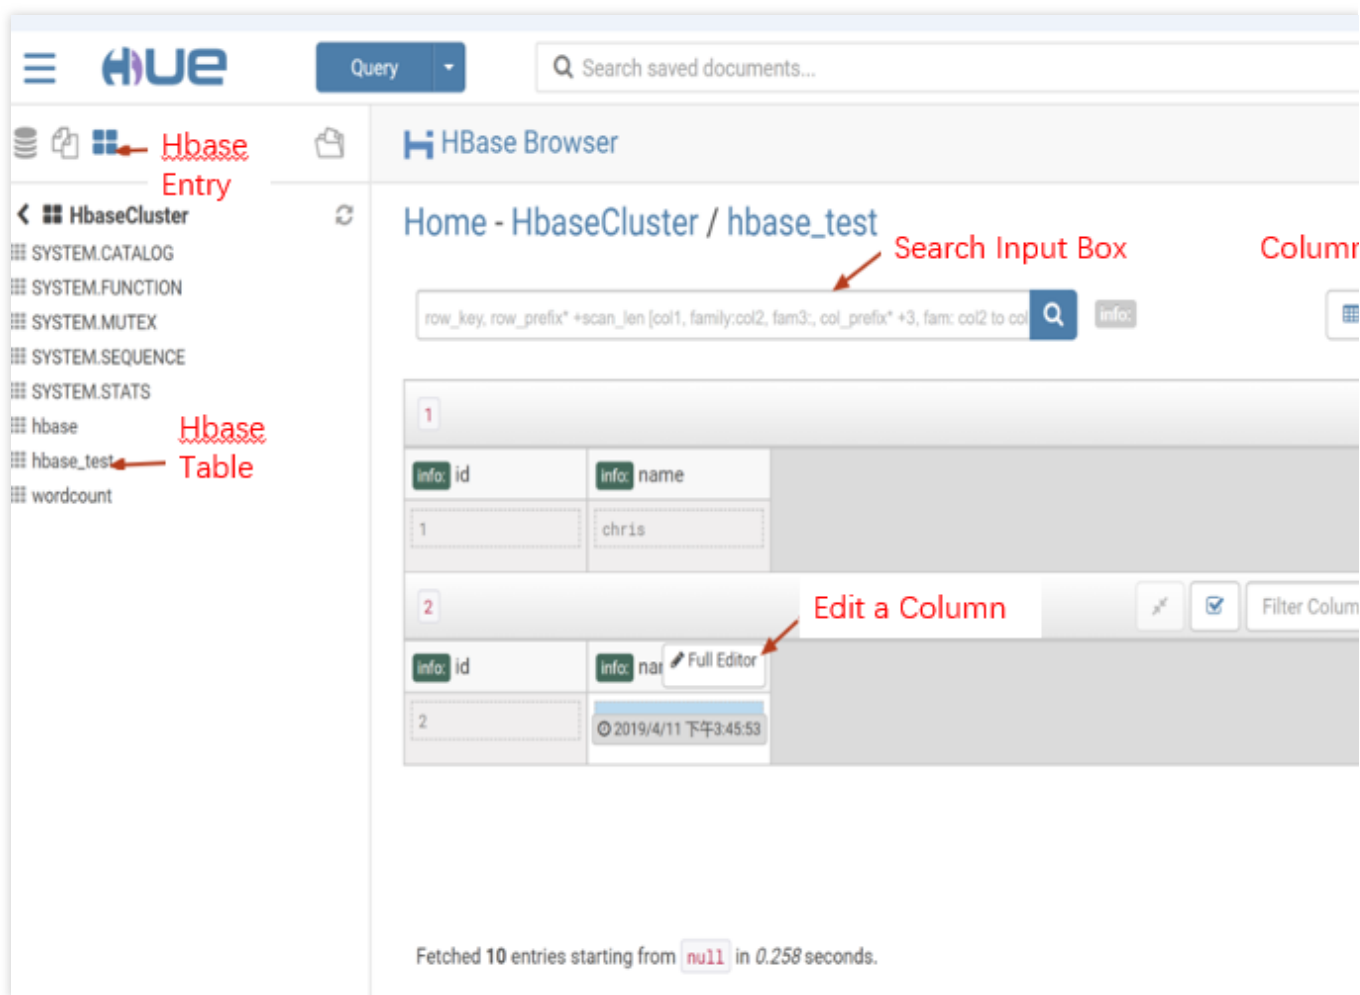 HUE
Query
Search saved documents...
Hbase
Entry
HBase Browser
HbaseCluster
SYSTEM.CATALOG
SYSTEM.FUNCTION
SYSTEM.MUTEX
SYSTEM.SEQUENCE
SYSTEM.STATS
hbase
hbase_test
wordcount
Hbase
Table
Home - HbaseCluster / hbase_test
Search Input Box
Column
row_key, row_prefix* +scan_len [col1, family:col2, fam3:, col_prefix* +3, fam: col2 to col
info:
1
info: id
info: name
1
chris
2
Edit a Column
Filter Colum
info: id
info: nam
Full Editor
2
2019/4/11 下午3:45:53
Fetched 10 entries starting from null in 0.258 seconds.